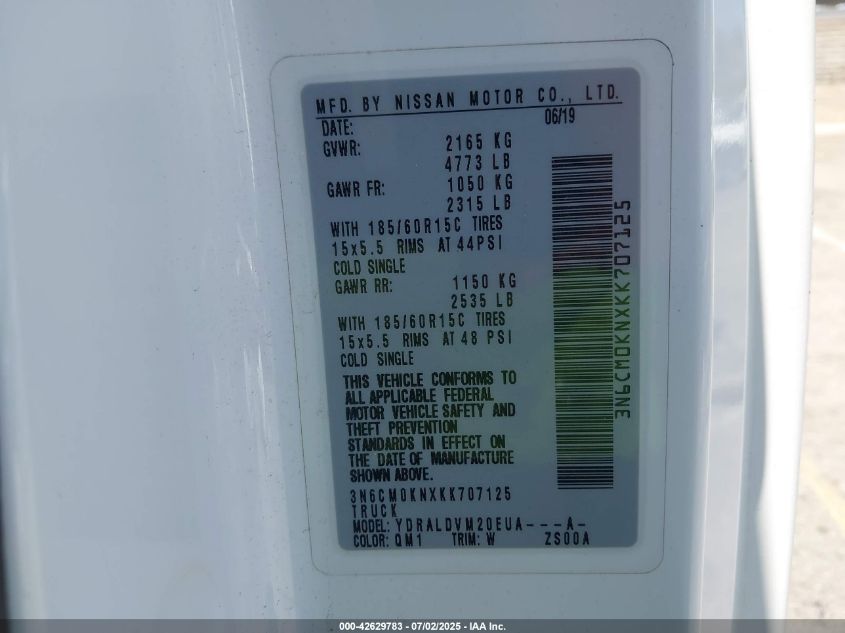 MFD. BY NISSAN MOTOR CO., LTD.
DATE: 06/19
GVWR: 2165 KG
4773 LB
GAWR FR: 1050 KG
2315 LB
WITH 185/60R15C TIRES
15x5.5 RIMS AT 44PSI
COLD SINGLE
GAWR RR: 1150 KG
2535 LB
WITH 185/60R15C TIRES
15x5.5 RIMS AT 48 PSI
COLD SINGLE
THIS VEHICLE CONFORMS TO
ALL APPLICABLE FEDERAL
MOTOR VEHICLE SAFETY AND
THEFT PREVENTION
STANDARDS IN EFFECT ON
THE DATE OF MANUFACTURE
SHOWN ABOVE.
3N6CM0KNXKK707125
TRUCK
MODEL: YDRALDVM20EUA---A-
COLOR: QM1 TRIM: W ZS00A
3N6CM0KNXKK707125
000-42629783 - 07/02/2025 - IAA Inc.